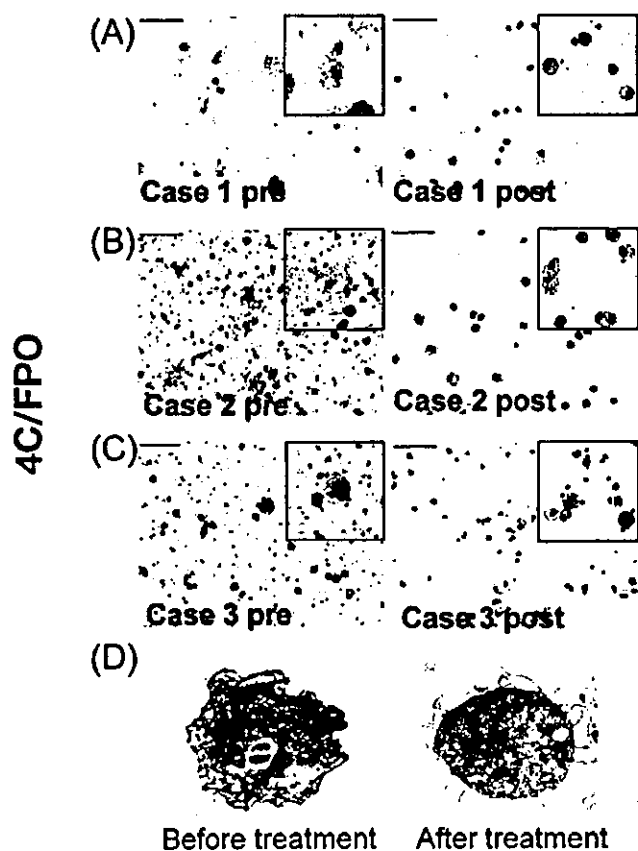 4C/FPO
(A)
Case 1 pre
Case 1 post
(B)
Case 2 pre
Case 2 post
(C)
Case 3 pre
Case 3 post
(D)
Before treatment
After treatment